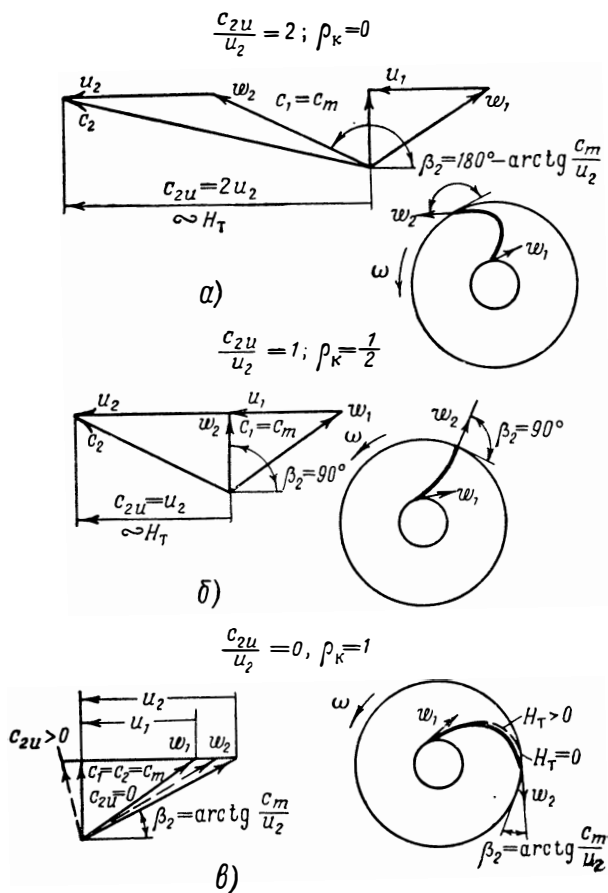 c₂ᵤ/u₂ = 2; ρₖ = 0
u₂
c₂
w₂
c₁ = cₘ
u₁
w₁
β₂ = 180° – arctg cₘ/u₂
c₂ᵤ = 2u₂
∾ Hт
w₂
w₁
ω
а)
c₂ᵤ/u₂ = 1; ρₖ = 1/2
u₂
c₂
w₂
u₁
c₁ = cₘ
w₁
β₂ = 90°
c₂ᵤ = u₂
∾ Hт
ω
w₂
β₂ = 90°
w₁
б)
c₂ᵤ/u₂ = 0, ρₖ = 1
u₂
u₁
c₂ᵤ > 0
w₁
w₂
c₁ = c₂ = cₘ
c₂ᵤ = 0
β₂ = arctg cₘ/u₂
ω
w₁
Hт > 0
Hт = 0
w₂
β₂ = arctg cₘ/u₂
в)